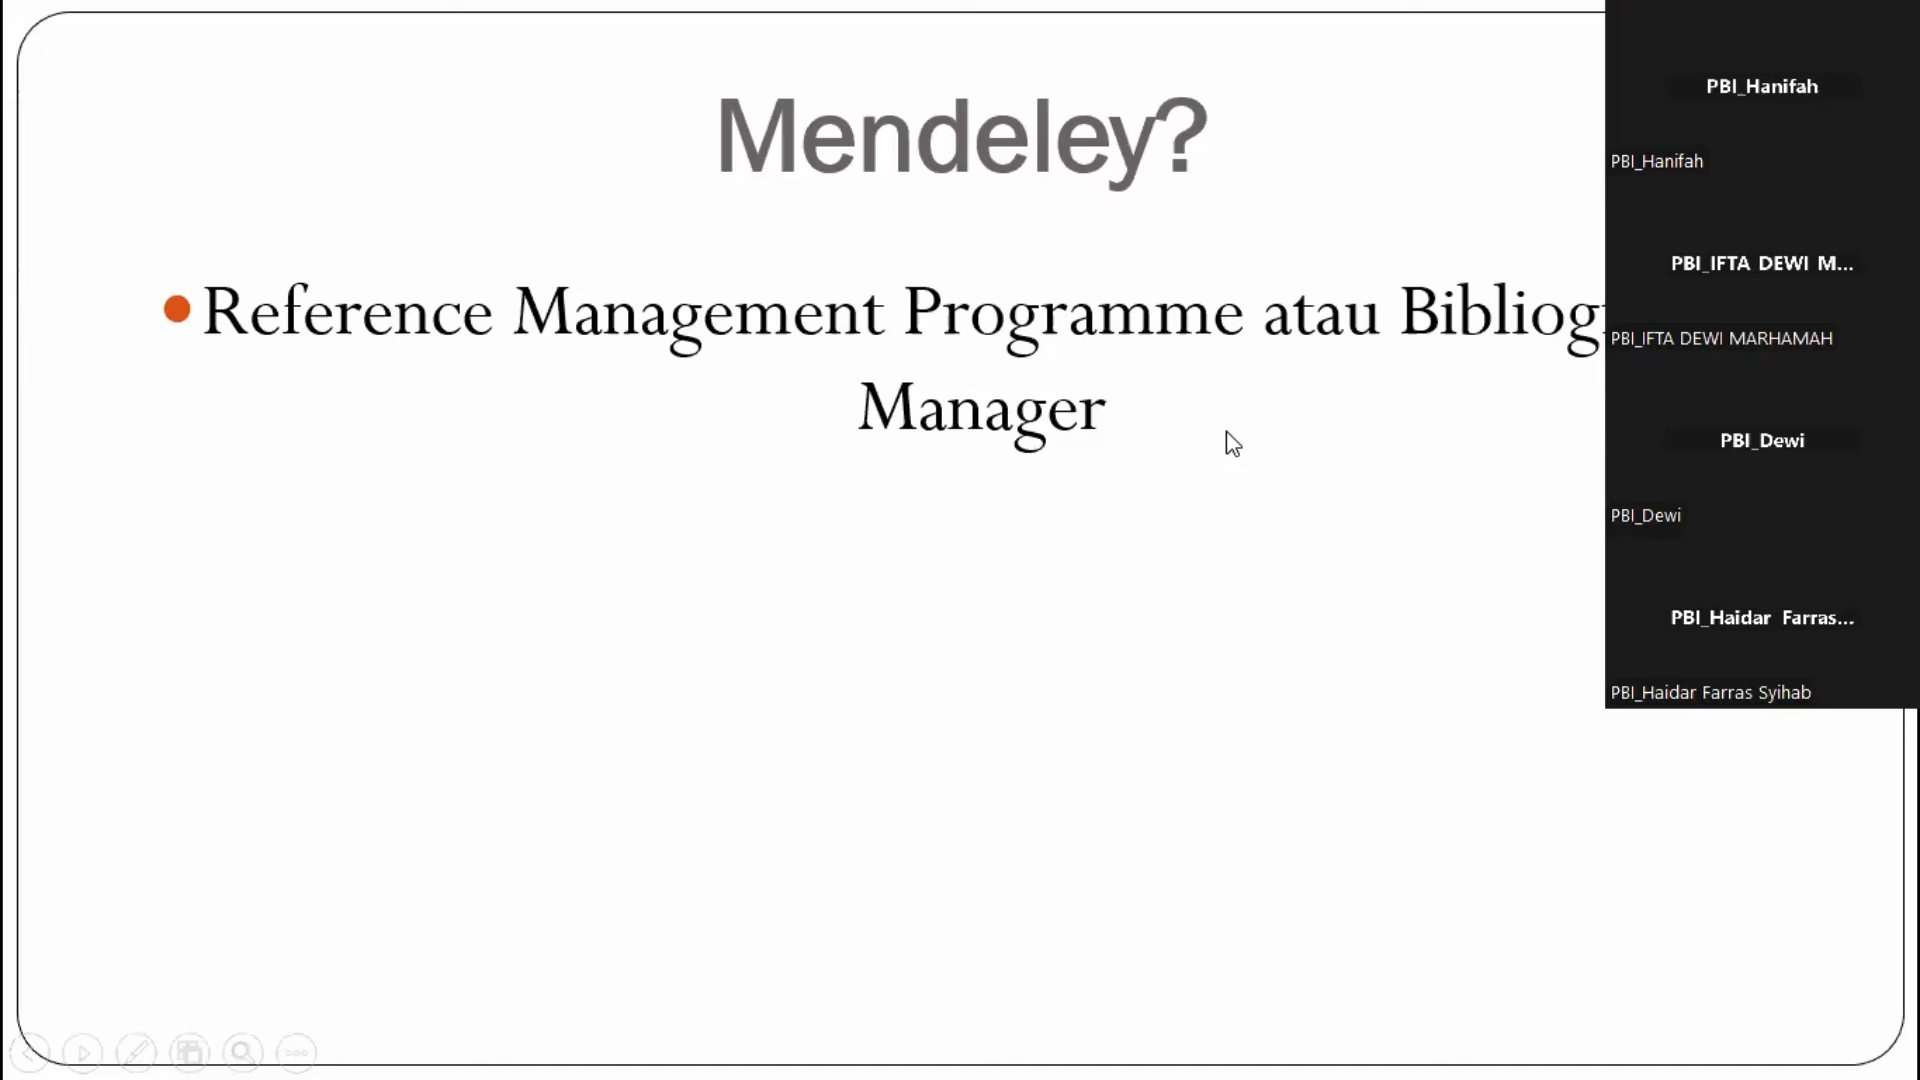 Mendeley?
Reference Management Programme atau
Manager
PBI_Hanifah
PBI_Hanifah
PBI_IFTA DEWI M...
PBI_IFTA DEWI MARHAMAH
PBI_Dewi
PBI_Dewi
PBI_Haidar Farras...
PBI_Haidar Farras Syihab